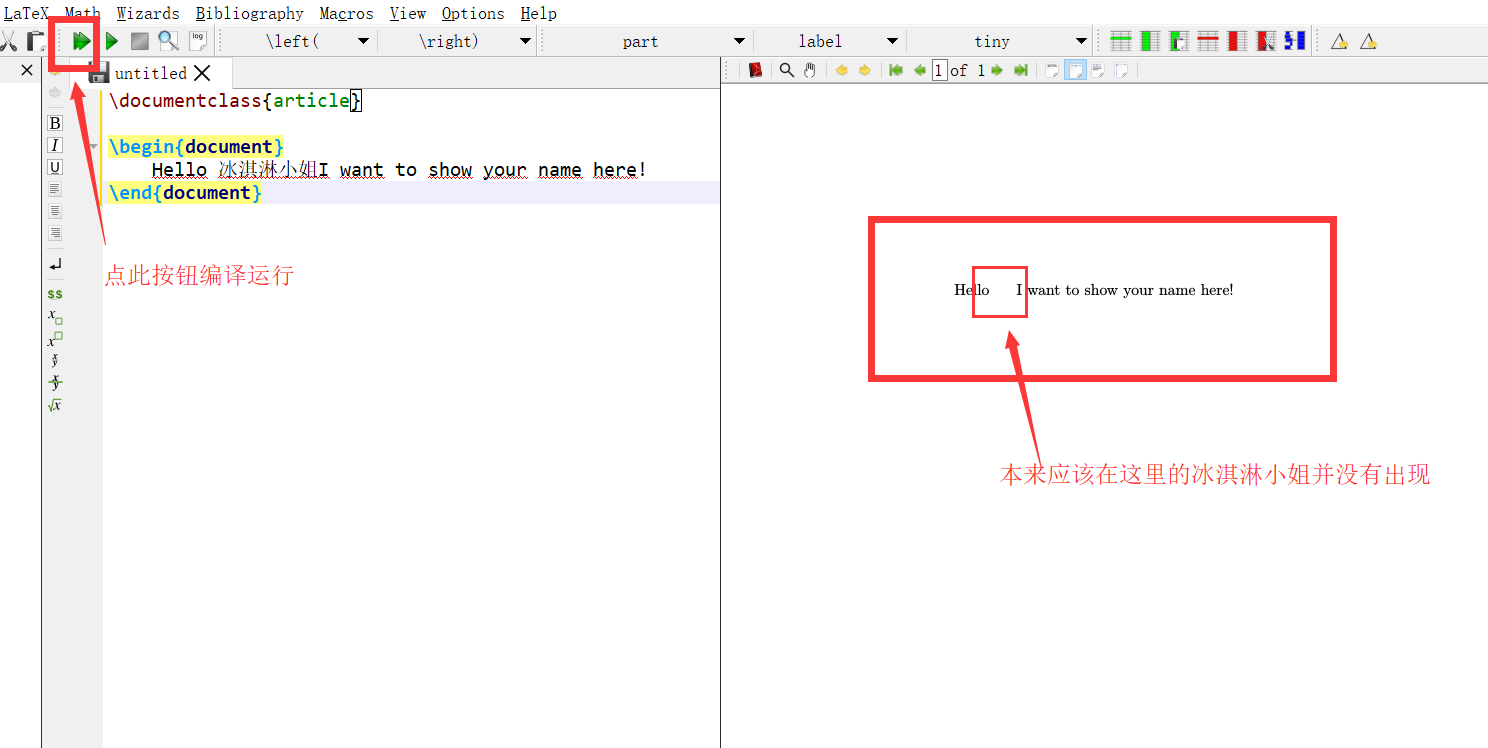 LaTeX Math Wizards Bibliography Macros View Options Help
log \left( \right) part label tiny
untitled
1 of 1
\documentclass{article}
\begin{document}
Hello 冰淇淋小姐I want to show your name here!
\end{document}
B
I
U
$$
x
x
x y
x y
√x
点此按钮编译运行
Hello I want to show your name here!
本来应该在这里的冰淇淋小姐并没有出现